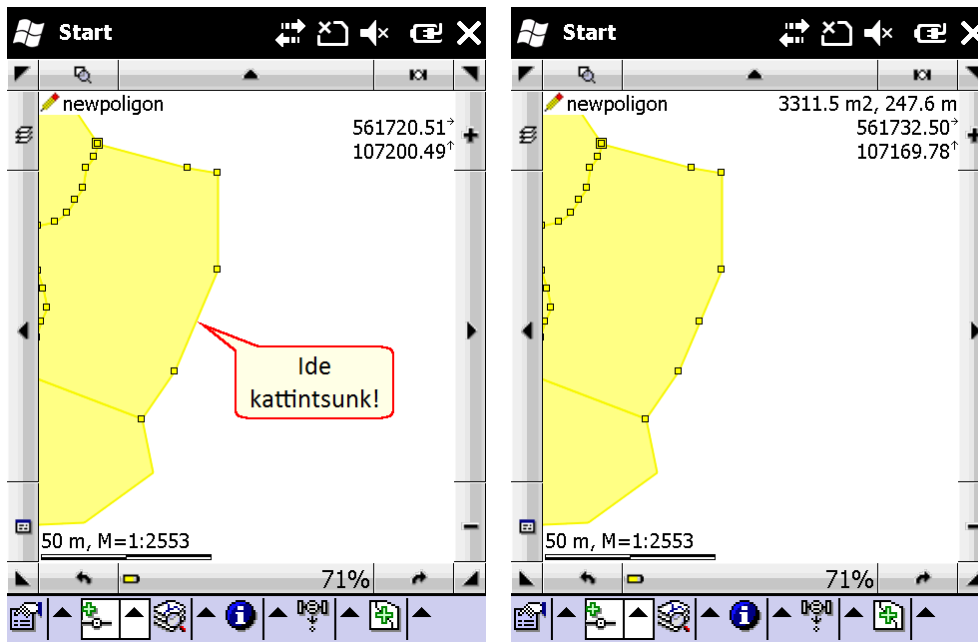 Start
newpoligon
561720.51
107200.49
Ide
kattintsunk!
50 m, M=1:2553
71%
Start
newpoligon
3311.5 m2, 247.6 m
561732.50
107169.78
50 m, M=1:2553
71%